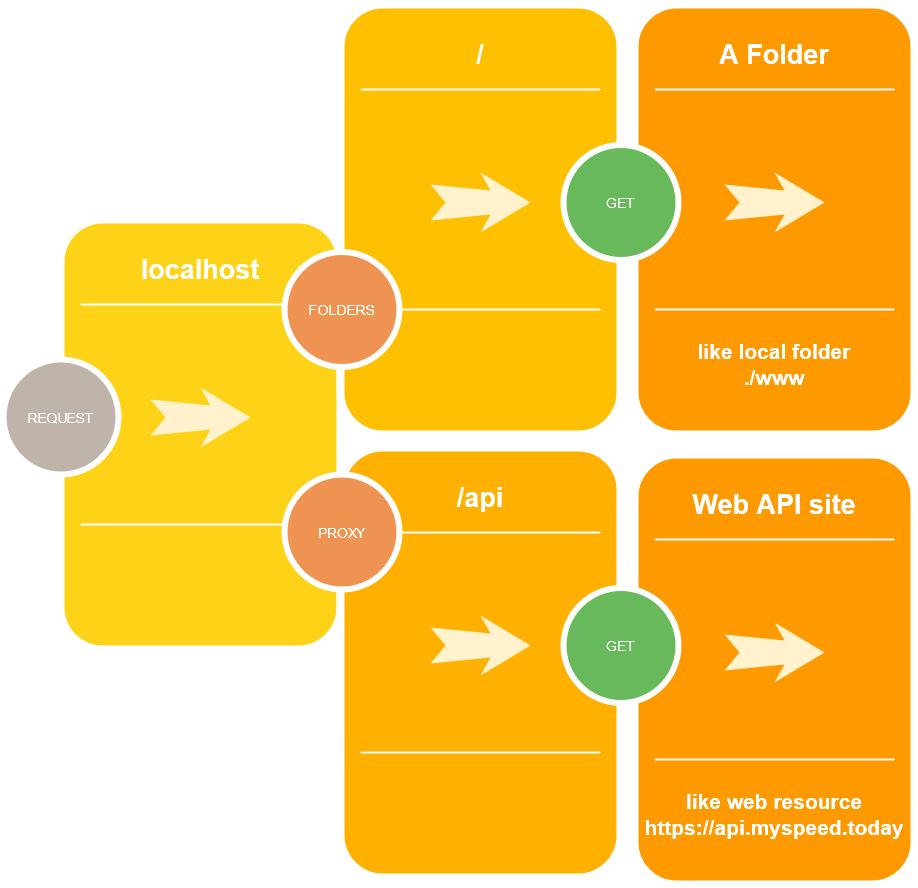 /
A Folder
GET
localhost
FOLDERS
like local folder
./www
REQUEST
/api
Web API site
PROXY
GET
like web resource
https://api.myspeed.today